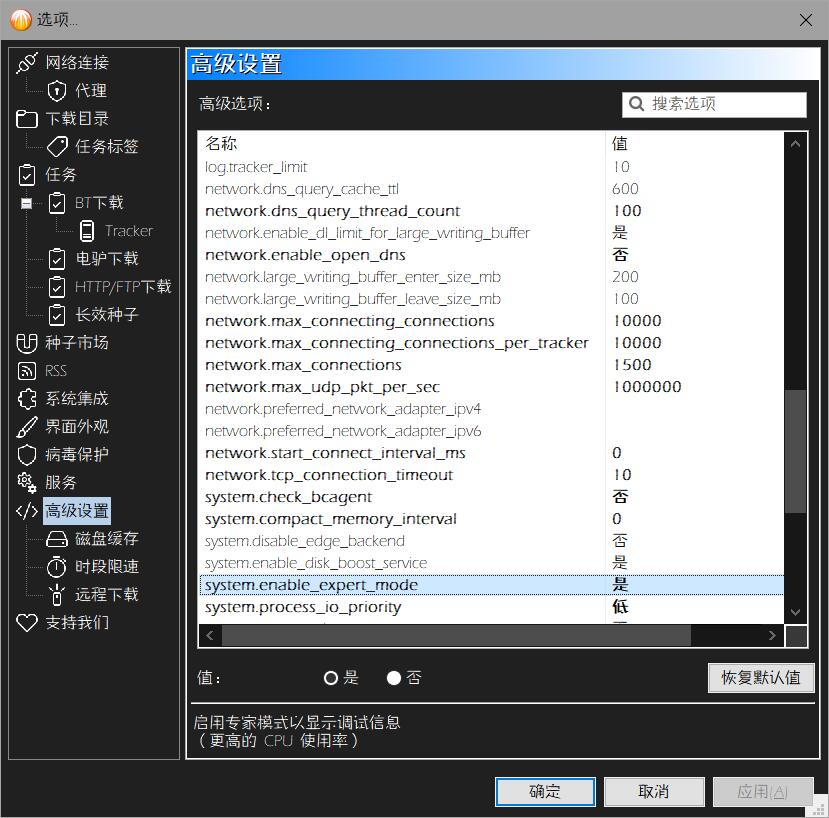 选项...
网络连接
代理
下载目录
任务标签
任务
BT下载
Tracker
电驴下载
HTTP/FTP下载
长效种子
种子市场
RSS
系统集成
界面外观
病毒保护
服务
高级设置
磁盘缓存
时段限速
远程下载
支持我们
高级设置
高级选项：
搜索选项
名称 值
log.tracker_limit 10
network.dns_query_cache_ttl 600
network.dns_query_thread_count 100
network.enable_dl_limit_for_large_writing_buffer 是
network.enable_open_dns 否
network.large_writing_buffer_enter_size_mb 200
network.large_writing_buffer_leave_size_mb 100
network.max_connecting_connections 10000
network.max_connecting_connections_per_tracker 10000
network.max_connections 1500
network.max_udp_pkt_per_sec 1000000
network.preferred_network_adapter_ipv4
network.preferred_network_adapter_ipv6
network.start_connect_interval_ms 0
network.tcp_connection_timeout 10
system.check_bcagent 否
system.compact_memory_interval 0
system.disable_edge_backend 否
system.enable_disk_boost_service 是
system.enable_expert_mode 是
system.process_io_priority 低
值： 是 否 恢复默认值
启用专家模式以显示调试信息
（更高的 CPU 使用率）
确定 取消 应用(A)